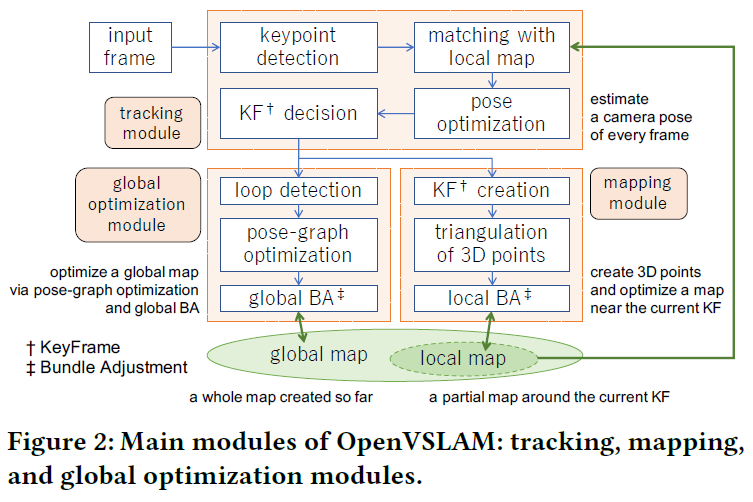 input
frame
keypoint
detection
matching with
local map
tracking
module
KF† decision
pose
optimization
estimate
a camera pose
of every frame
global
optimization
module
loop detection
KF† creation
mapping
module
pose-graph
optimization
triangulation
of 3D points
optimize a global map
via pose-graph optimization
and global BA
global BA‡
local BA‡
create 3D points
and optimize a map
near the current KF
† KeyFrame
‡ Bundle Adjustment
global map
local map
a whole map created so far
a partial map around the current KF
Figure 2: Main modules of OpenVSLAM: tracking, mapping,
and global optimization modules.